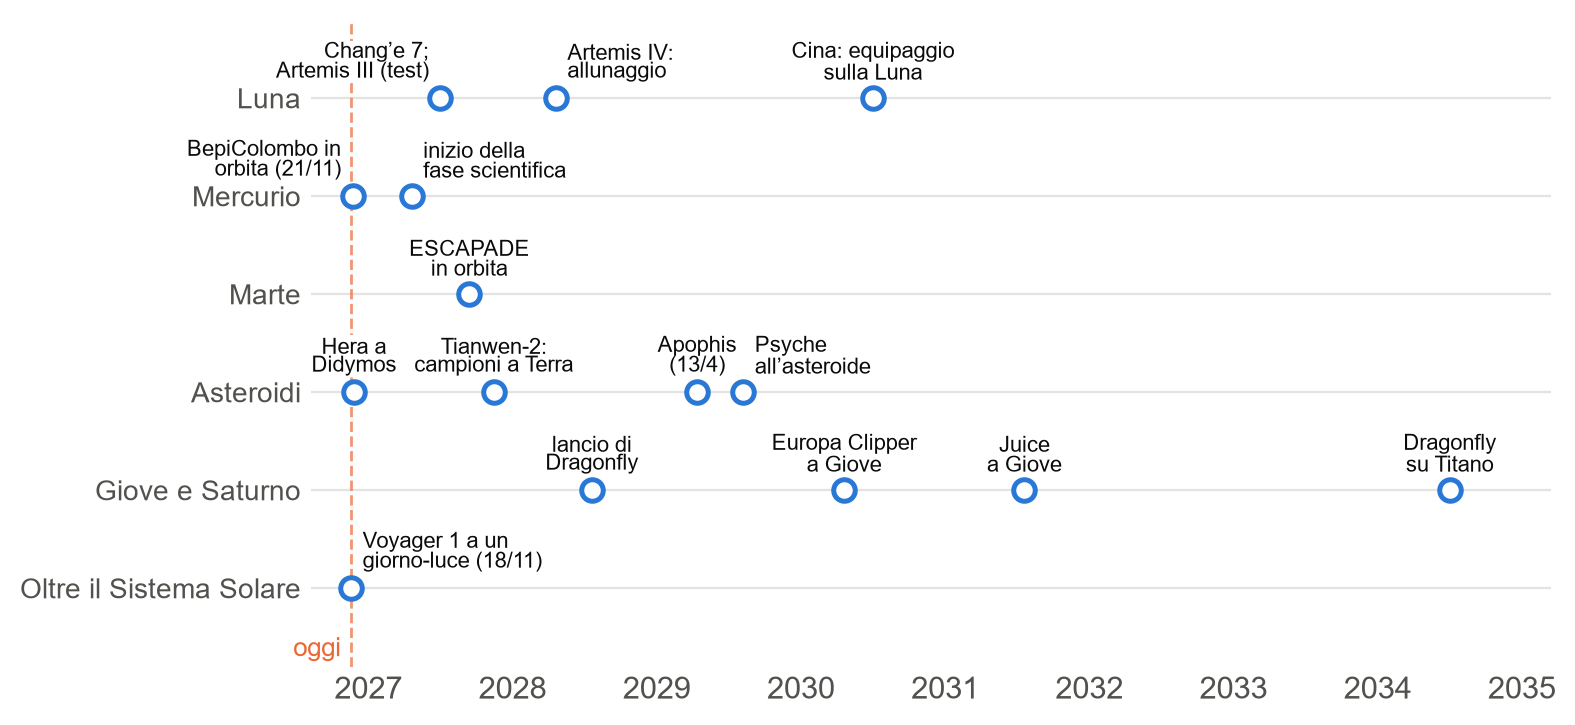 Chang’e 7;
Artemis III (test)
Artemis IV:
allunaggio
Cina: equipaggio
sulla Luna
Luna
BepiColombo in
orbita (21/11)
inizio della
fase scientifica
Mercurio
ESCAPADE
in orbita
Marte
Hera a
Didymos
Tianwen-2:
campioni a Terra
Apophis
(13/4)
Psyche
all’asteroide
Asteroidi
lancio di
Dragonfly
Europa Clipper
a Giove
Juice
a Giove
Dragonfly
su Titano
Giove e Saturno
Voyager 1 a un
giorno-luce (18/11)
Oltre il Sistema Solare
oggi
2027 2028 2029 2030 2031 2032 2033 2034 2035